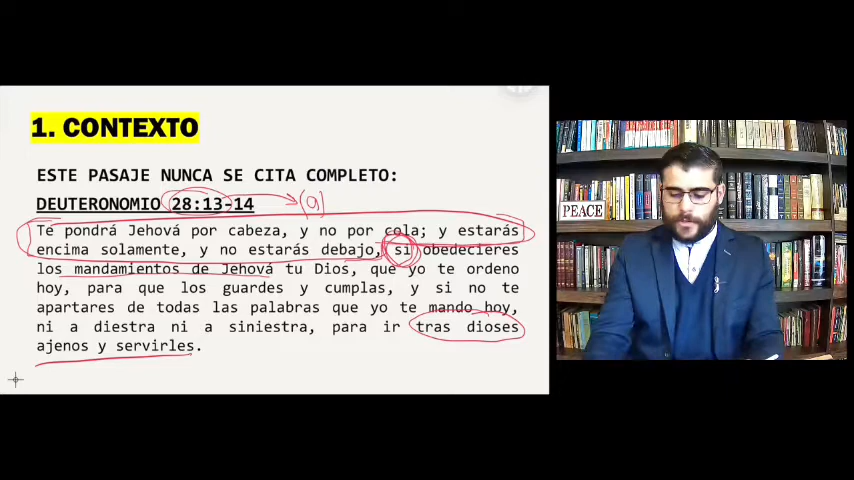 1. CONTEXTO
ESTE PASAJE NUNCA SE CITA COMPLETO:
DEUTERONOMIO 28:13-14
Te pondrá Jehová por cabeza, y no por cola; y estarás
encima solamente, y no estarás debajo, si obedecieres
los mandamientos de Jehová tu Dios, que yo te ordeno
hoy, para que los guardes y cumplas, y si no te
apartares de todas las palabras que yo te mando hoy,
ni a diestra ni a siniestra, para ir tras dioses
ajenos y servirles.
PEACE